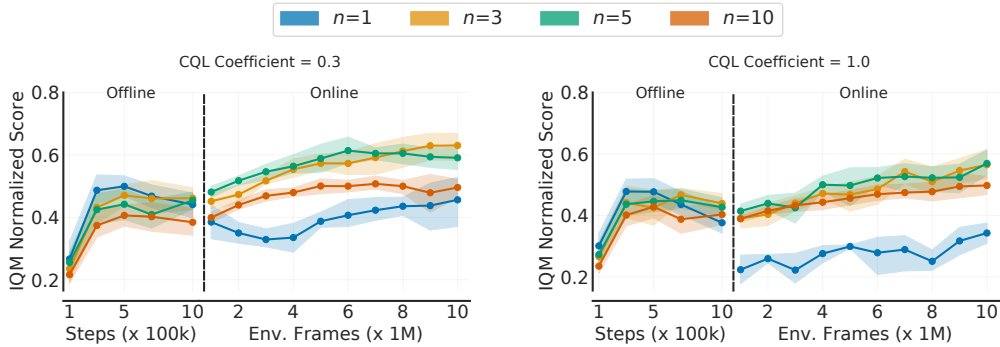 n=1 n=3 n=5 n=10
CQL Coefficient = 0.3
Offline Online
IQM Normalized Score
0.8
0.6
0.4
0.2
1 5 10 2 4 6 8 10
Steps (x 100k) Env. Frames (x 1M)
CQL Coefficient = 1.0
Offline Online
IQM Normalized Score
0.8
0.6
0.4
0.2
1 5 10 2 4 6 8 10
Steps (x 100k) Env. Frames (x 1M)